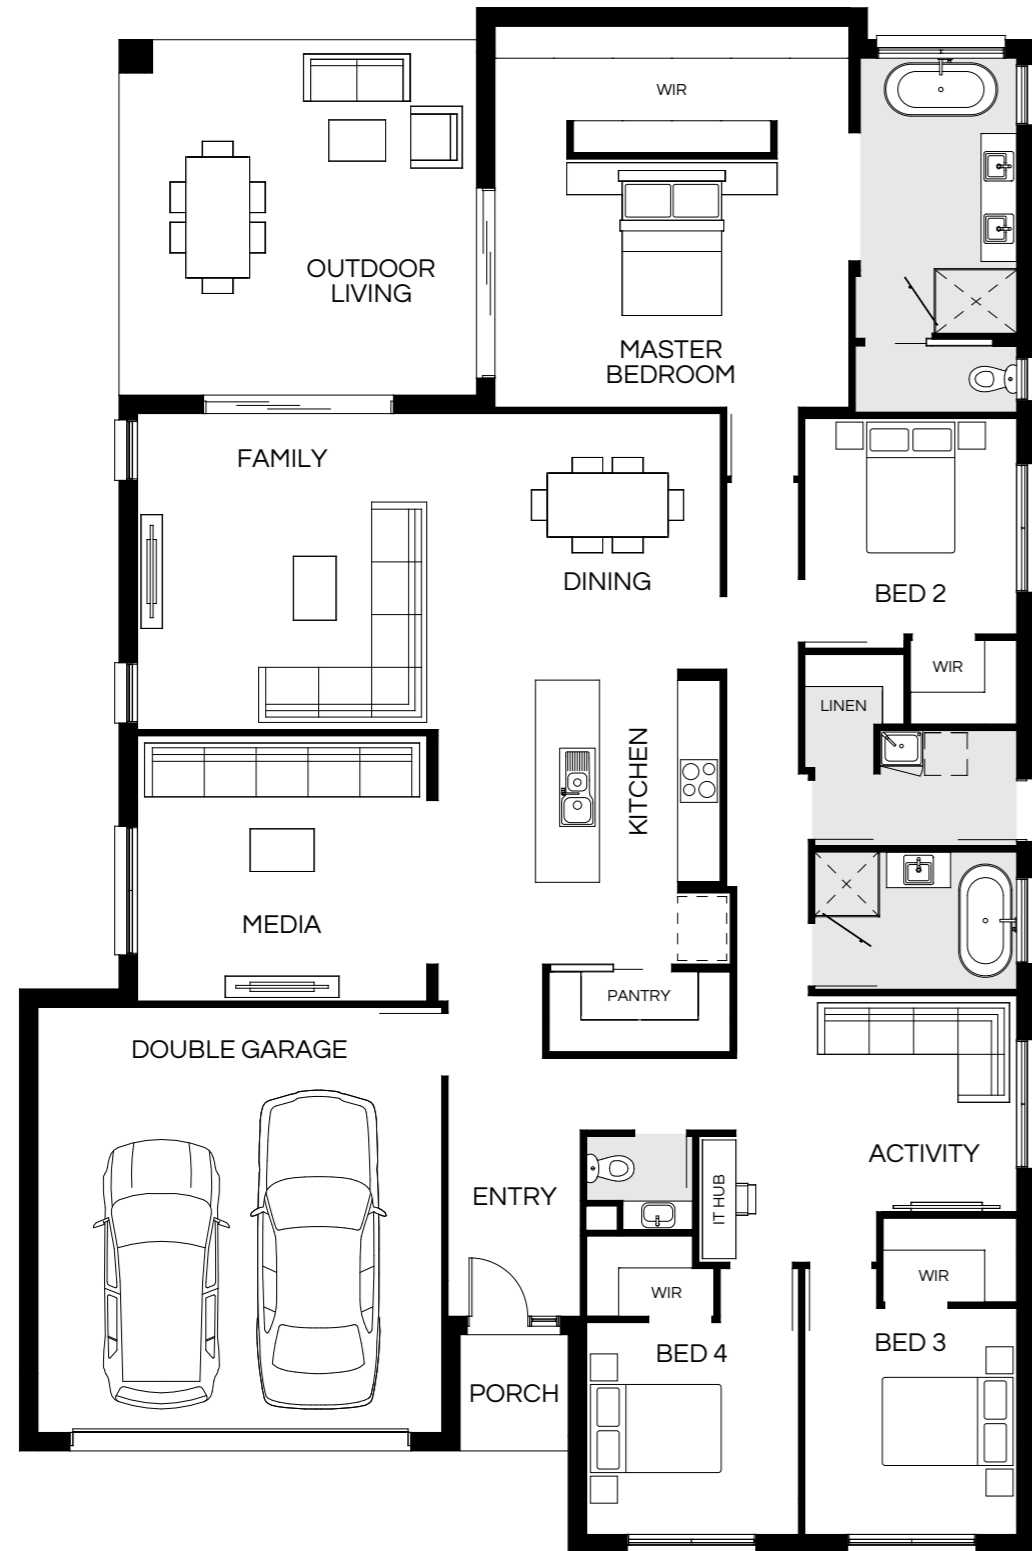 WIR
OUTDOOR
LIVING
MASTER
BEDROOM
FAMILY
DINING
BED 2
WIR
LINEN
KITCHEN
MEDIA
PANTRY
DOUBLE GARAGE
ACTIVITY
ENTRY
IT HUB
WIR
WIR
BED 4
BED 3
PORCH